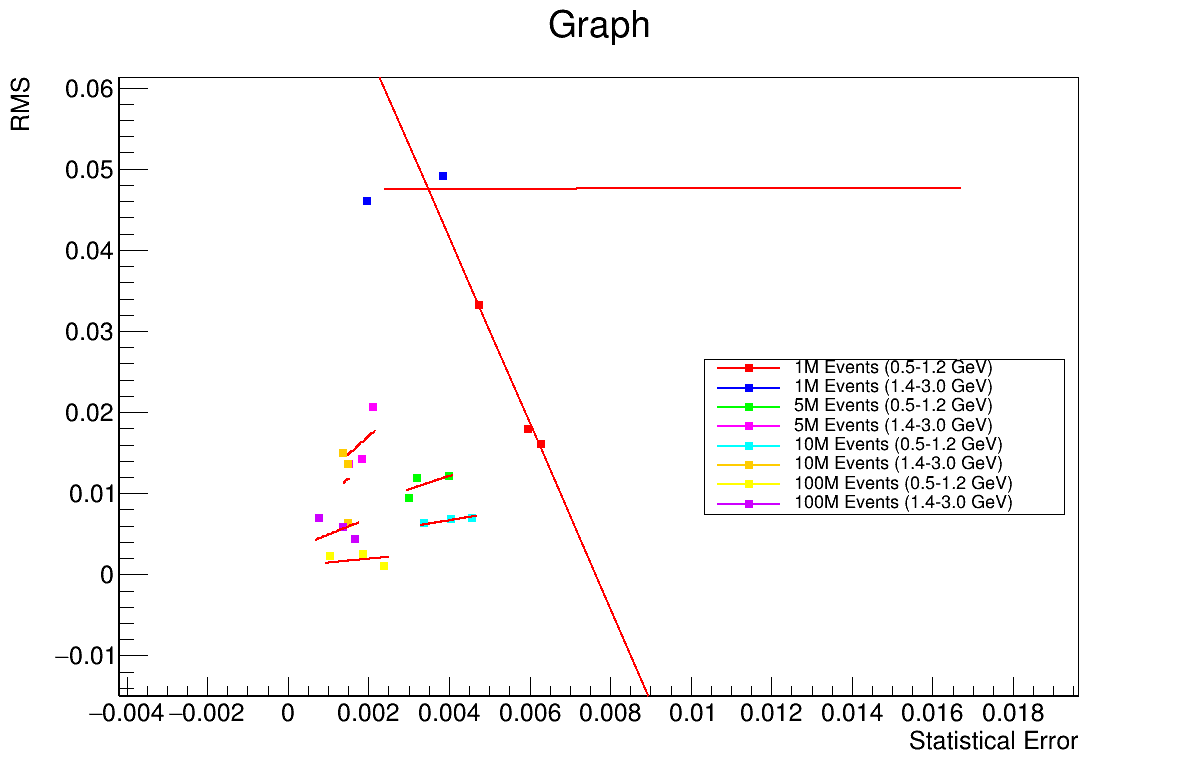 Graph
RMS
0.06
0.05
0.04
0.03
0.02
0.01
0
−0.01
1M Events (0.5-1.2 GeV)
1M Events (1.4-3.0 GeV)
5M Events (0.5-1.2 GeV)
5M Events (1.4-3.0 GeV)
10M Events (0.5-1.2 GeV)
10M Events (1.4-3.0 GeV)
100M Events (0.5-1.2 GeV)
100M Events (1.4-3.0 GeV)
−0.004 −0.002 0 0.002 0.004 0.006 0.008 0.01 0.012 0.014 0.016 0.018
Statistical Error